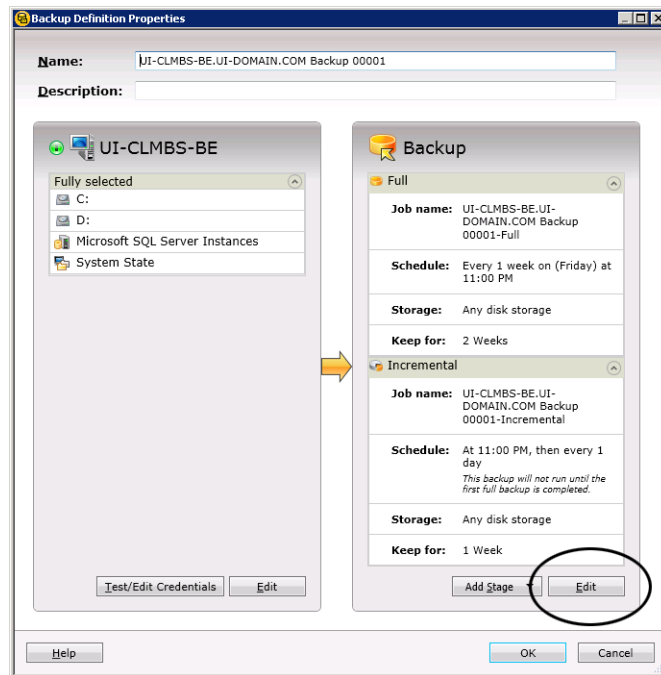 Backup Definition Properties
Name: UI-CLMBS-BE.UI-DOMAIN.COM Backup 00001
Description:
UI-CLMBS-BE
Fully selected
C:
D:
Microsoft SQL Server Instances
System State
Test/Edit Credentials Edit
Backup
Full
Job name: UI-CLMBS-BE.UI-
DOMAIN.COM Backup
00001-Full
Schedule: Every 1 week on (Friday) at
11:00 PM
Storage: Any disk storage
Keep for: 2 Weeks
Incremental
Job name: UI-CLMBS-BE.UI-
DOMAIN.COM Backup
00001-Incremental
Schedule: At 11:00 PM, then every 1
day
This backup will not run until the
first full backup is completed.
Storage: Any disk storage
Keep for: 1 Week
Add Stage Edit
Help OK Cancel